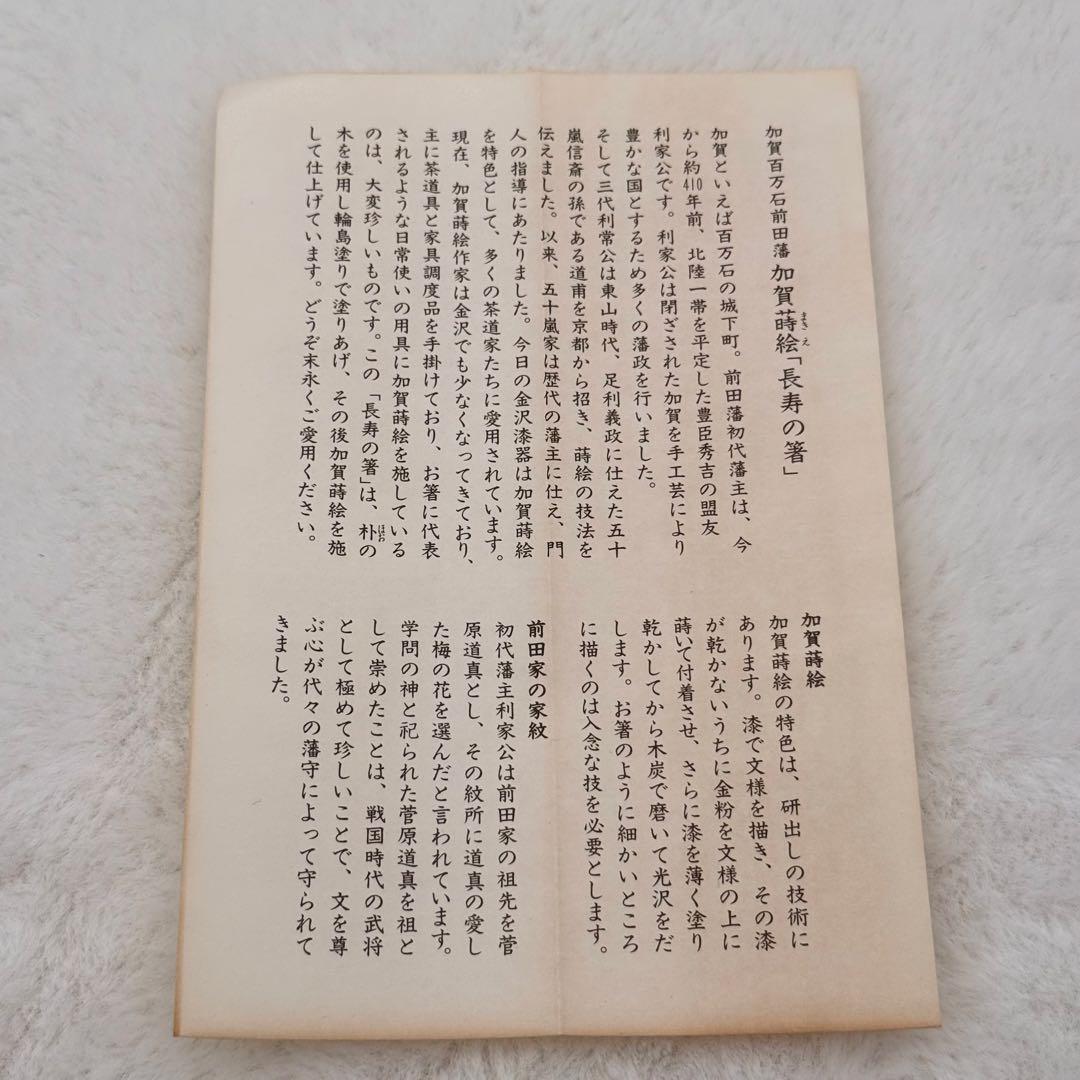 加賀百万石前田藩 加賀蒔絵「長寿の箸」
まきえ
加賀といえば百万石の城下町。前田藩初代藩主は、今
から約410年前、北陸一帯を平定した豊臣秀吉の盟友
利家公です。利家公は閉ざされた加賀を手工芸により
豊かな国とするため多くの藩政を行いました。
そして三代利常公は東山時代、足利義政に仕えた五十
嵐信斎の孫である道甫を京都から招き、蒔絵の技法を
伝えました。以来、五十嵐家は歴代の藩主に仕え、門
人の指導にあたりました。今日の金沢漆器は加賀蒔絵
を特色として、多くの茶道家たちに愛用されています。
現在、加賀蒔絵作家は金沢でも少なくなってきており、
主に茶道具と家具調度品を手掛けており、お箸に代表
されるような日常使いの用具に加賀蒔絵を施している
のは、大変珍しいものです。この「長寿の箸」は、朴の
ほお
木を使用し輪島塗りで塗りあげ、その後加賀蒔絵を施
して仕上げています。どうぞ末永くご愛用ください。
加賀蒔絵
加賀蒔絵の特色は、研出しの技術に
あります。漆で文様を描き、その漆
が乾かないうちに金粉を文様の上に
蒔いて付着させ、さらに漆を薄く塗り
乾かしてから木炭で磨いて光沢をだ
します。お箸のように細かいところ
に描くのは入念な技を必要とします。
前田家の家紋
初代藩主利家公は前田家の祖先を菅
原道真とし、その紋所に道真の愛し
た梅の花を選んだと言われています。
学問の神と祀られた菅原道真を祖と
して崇めたことは、戦国時代の武将
として極めて珍しいことで、文を尊
ぶ心が代々の藩守によって守られて
きました。